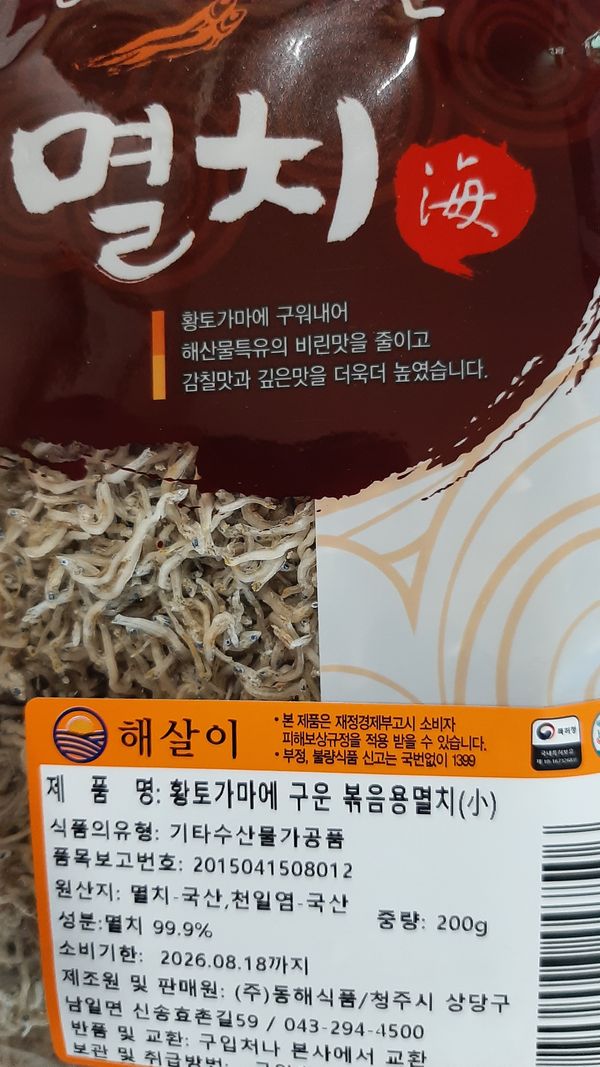 멸치
海
황토가마에 구워내어
해산물특유의 비린맛을 줄이고
감칠맛과 깊은맛을 더욱더 높였습니다.
해살이
•본 제품은 재정경제부고시 소비자
피해보상규정을 적용 받을 수 있습니다.
•부정, 불량식품 신고는 국번없이 1399
제 품 명: 황토가마에 구운 볶음용멸치(小)
식품의유형: 기타수산물가공품
품목보고번호: 2015041508012
원산지: 멸치-국산,천일염-국산
중량: 200g
성분:멸치 99.9%
소비기한: 2026.08.18까지
제조원 및 판매원: (주)동해식품/청주시 상당구
남일면 신송효촌길59 / 043-294-4500
반품 및 교환: 구입처나 본사에서 교환
보관 및 취급방법: